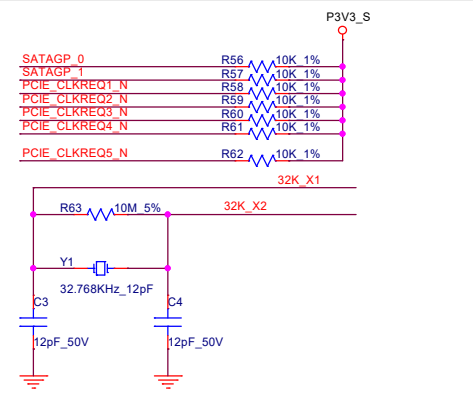 P3V3_S
SATAGP_0 R56 10K_1%
SATAGP_1 R57 10K_1%
PCIE_CLKREQ1_N R58 10K_1%
PCIE_CLKREQ2_N R59 10K_1%
PCIE_CLKREQ3_N R60 10K_1%
PCIE_CLKREQ4_N R61 10K_1%
PCIE_CLKREQ5_N R62 10K_1%
32K_X1
R63 10M_5% 32K_X2
Y1
32.768KHz_12pF
C3 C4
12pF_50V 12pF_50V